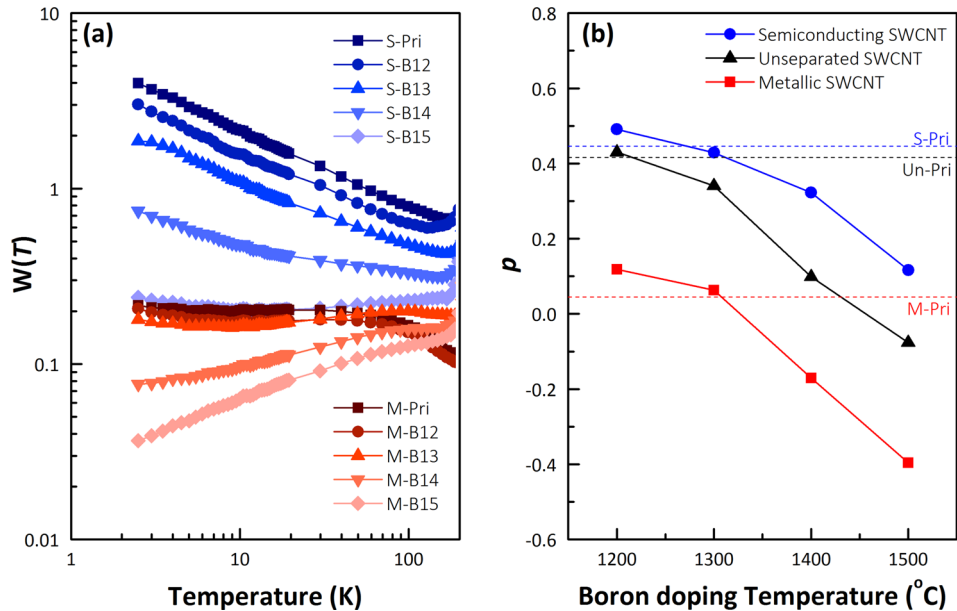 (a)
S-Pri
S-B12
S-B13
S-B14
S-B15
M-Pri
M-B12
M-B13
M-B14
M-B15
W(T)
10
1
0.1
0.01
1
10
100
Temperature (K)
(b)
Semiconducting SWCNT
Unseparated SWCNT
Metallic SWCNT
S-Pri
Un-Pri
M-Pri
p
0.8
0.6
0.4
0.2
0.0
-0.2
-0.4
-0.6
1200
1300
1400
1500
Boron doping Temperature (°C)